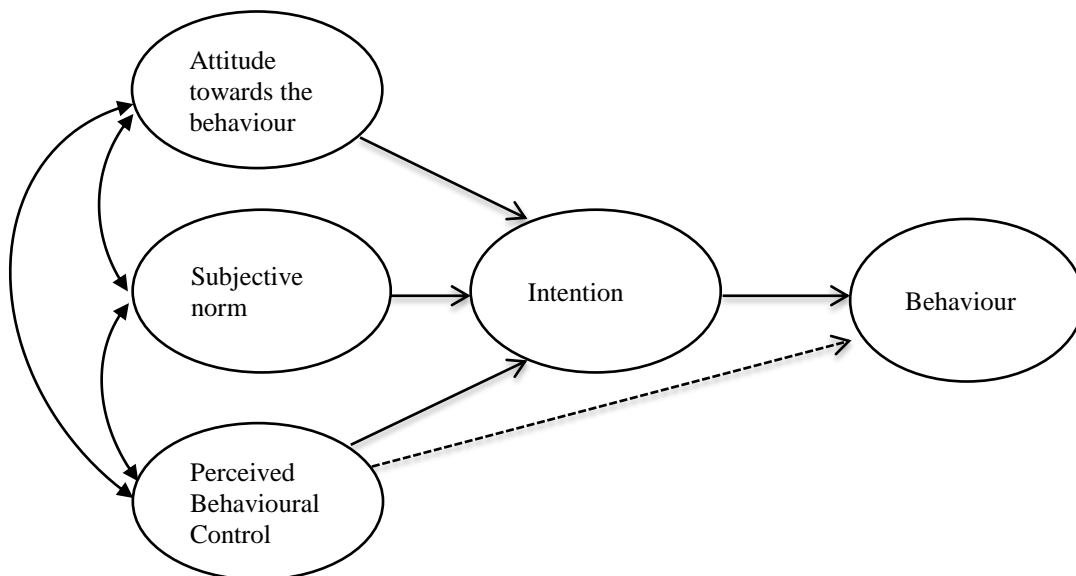 Attitude
towards the
behaviour
Subjective
norm
Intention
Behaviour
Perceived
Behavioural
Control